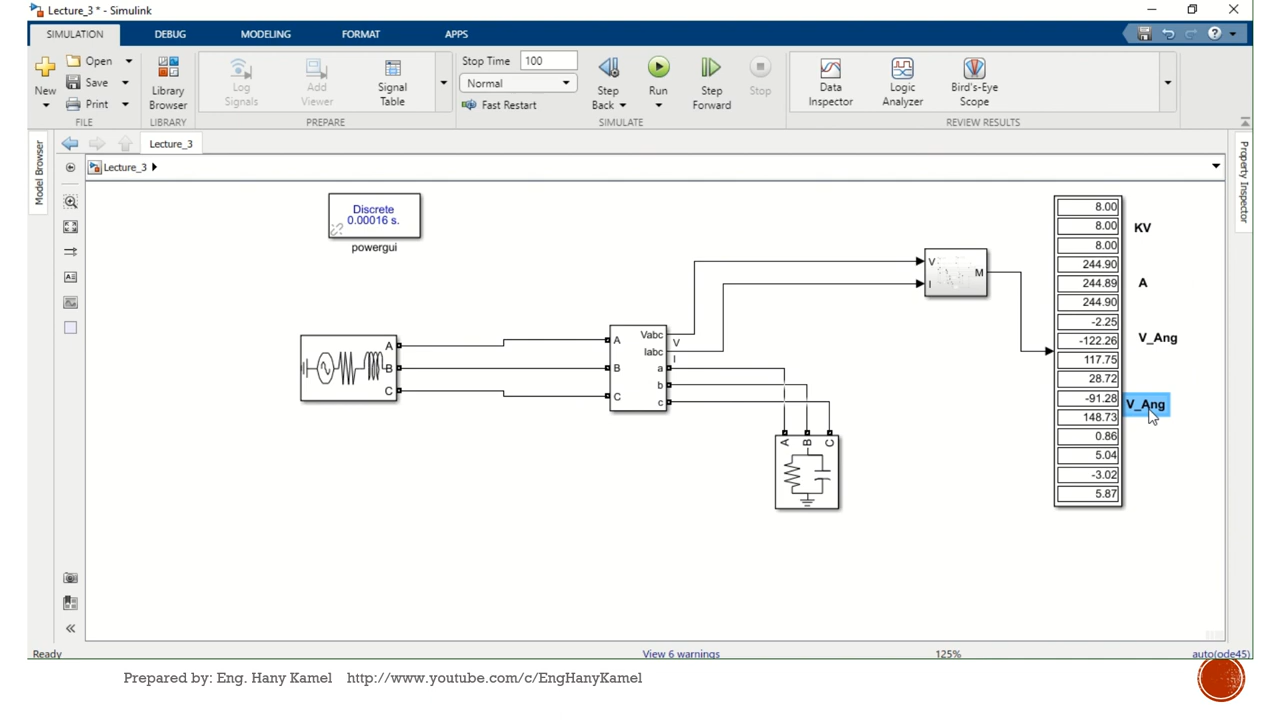 Lecture_3 * - Simulink
SIMULATION DEBUG MODELING FORMAT APPS
New
Open
Save
Print
FILE
Library Browser
LIBRARY
Log Signals
Add Viewer
Signal Table
PREPARE
Stop Time 100
Normal
Fast Restart
Step Back
Run
Step Forward
Stop
SIMULATE
Data Inspector
Logic Analyzer
Bird's-Eye Scope
REVIEW RESULTS
Model Browser
Lecture_3
Lecture_3
Property Inspector
Discrete
0.00016 s.
powergui
A
B
C
A
B
C
Vabc
Iabc
a
b
c
V
I
A B C
V
I
M
8.00
8.00
8.00
244.90
244.89
244.90
-2.25
-122.26
117.75
28.72
-91.28
148.73
0.86
5.04
-3.02
5.87
KV
A
V_Ang
V_Ang
Ready View 6 warnings 125% auto(ode45)
Prepared by: Eng. Hany Kamel http://www.youtube.com/c/EngHanyKamel